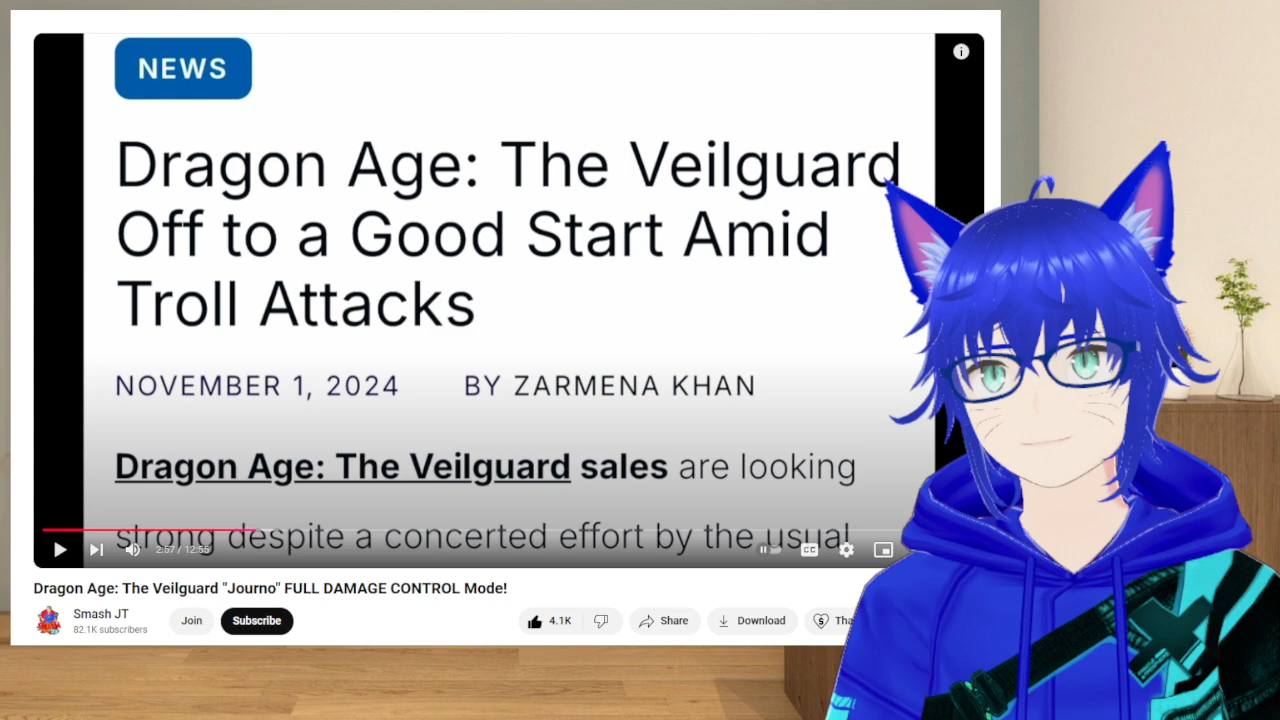 NEWS
Dragon Age: The Veilguard
Off to a Good Start Amid
Troll Attacks
NOVEMBER 1, 2024 BY ZARMENA KHAN
Dragon Age: The Veilguard sales are looking
strong despite a concerted effort by the usual
2:57 / 12:55
CC
Dragon Age: The Veilguard "Journo" FULL DAMAGE CONTROL Mode!
Smash JT
82.1K subscribers
Join
Subscribe
4.1K
Share
Download
Tha